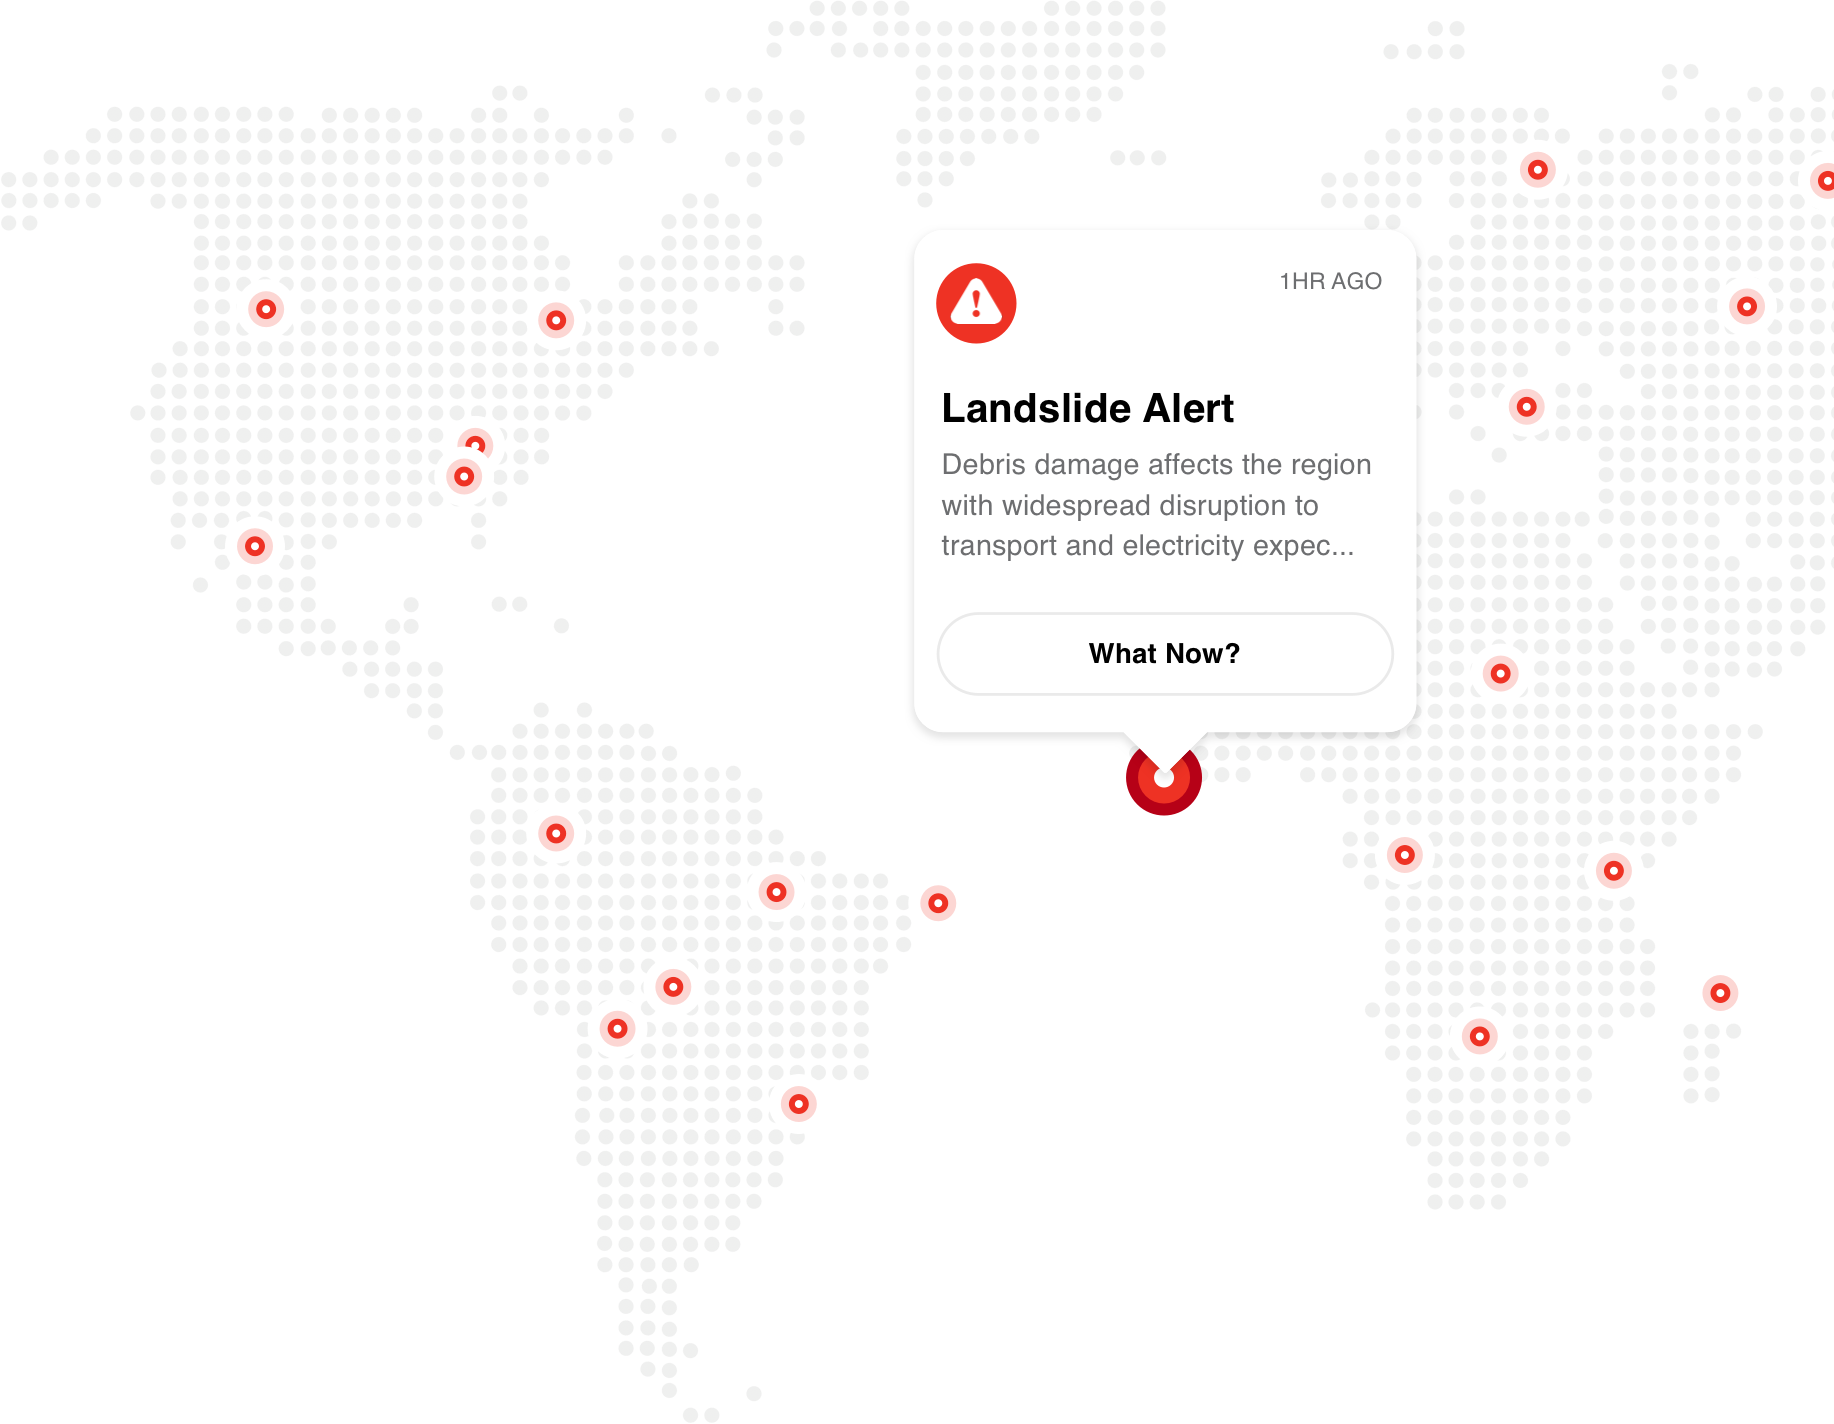 1HR AGO
Landslide Alert
Debris damage affects the region
with widespread disruption to
transport and electricity expec...
What Now?